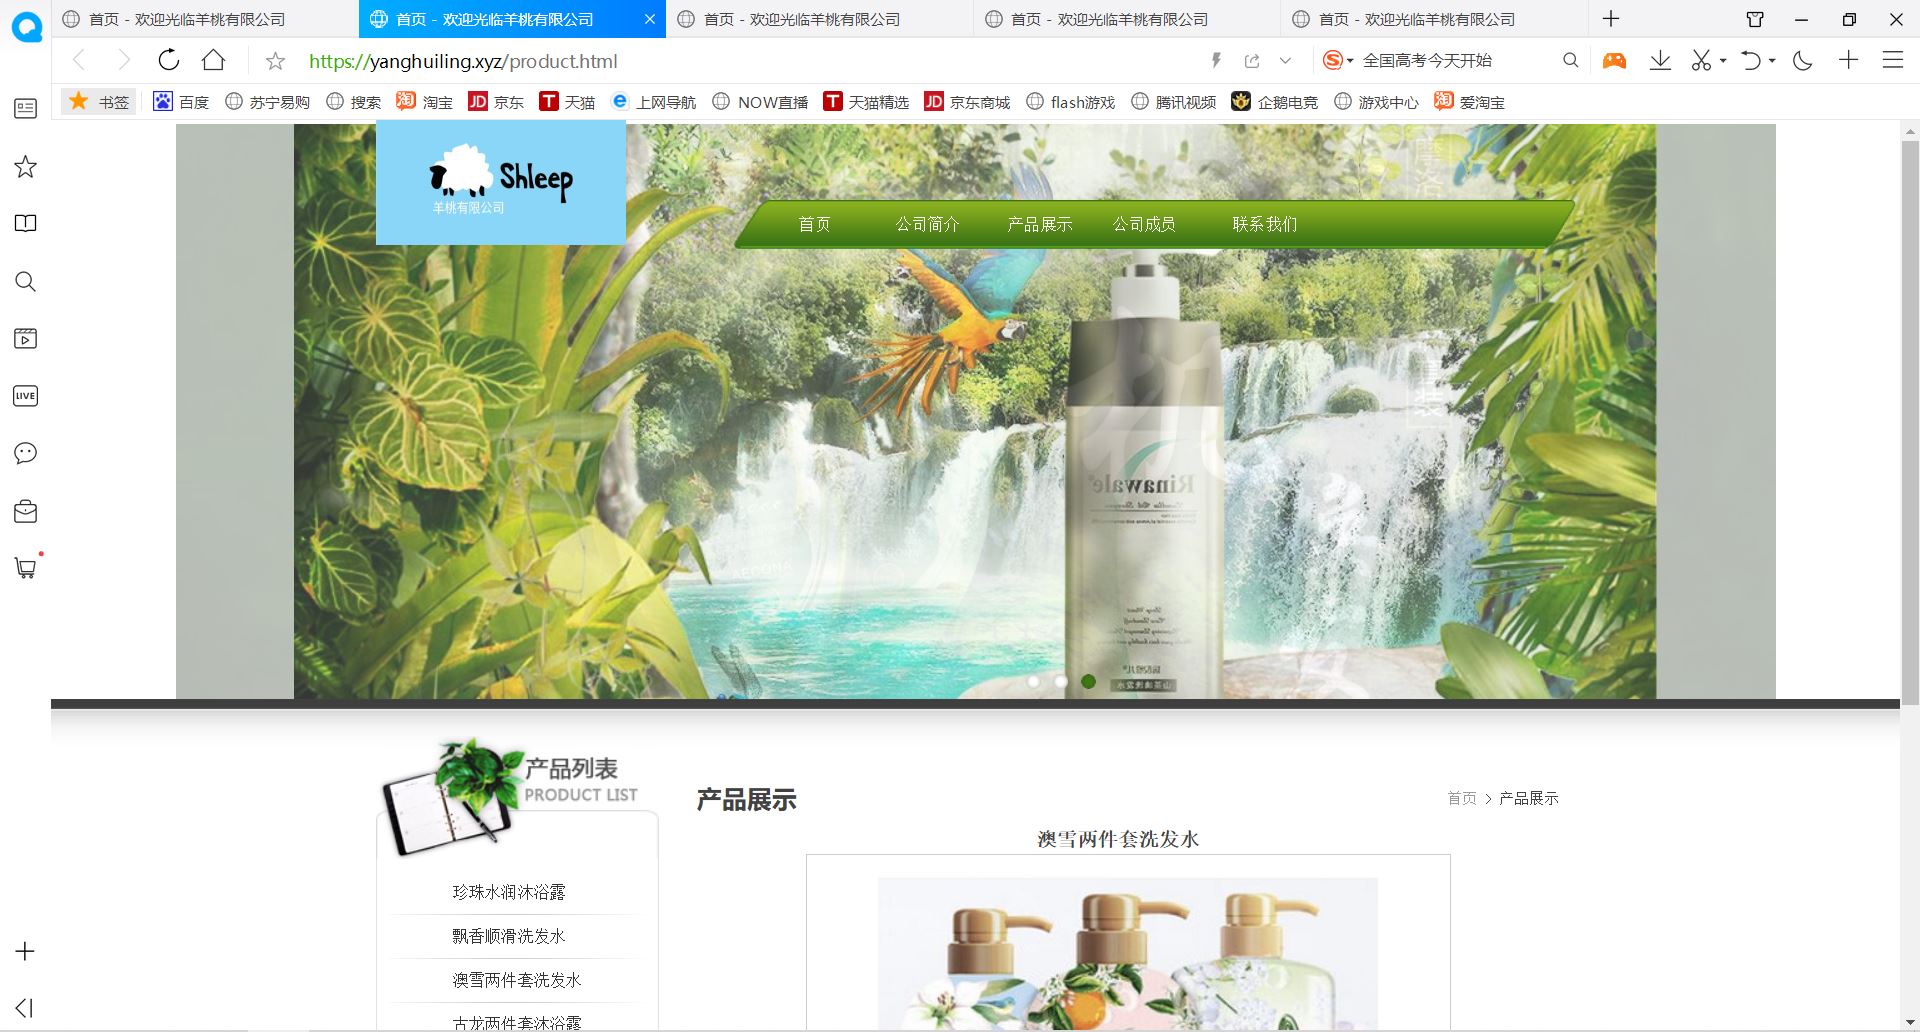 首页 - 欢迎光临羊桃有限公司
首页 - 欢迎光临羊桃有限公司
首页 - 欢迎光临羊桃有限公司
首页 - 欢迎光临羊桃有限公司
首页 - 欢迎光临羊桃有限公司
https://yanghuiling.xyz/product.html
全国高考今天开始
书签 百度 苏宁易购 搜索 淘宝 京东 天猫 上网导航 NOW直播 天猫精选 京东商城 flash游戏 腾讯视频 企鹅电竞 游戏中心 爱淘宝
LIVE
Shleep
羊桃有限公司
首页 公司简介 产品展示 公司成员 联系我们
Rinawale
产品列表
PRODUCT LIST
珍珠水润沐浴露
飘香顺滑洗发水
澳雪两件套洗发水
古龙两件套沐浴露
产品展示
首页 > 产品展示
澳雪两件套洗发水